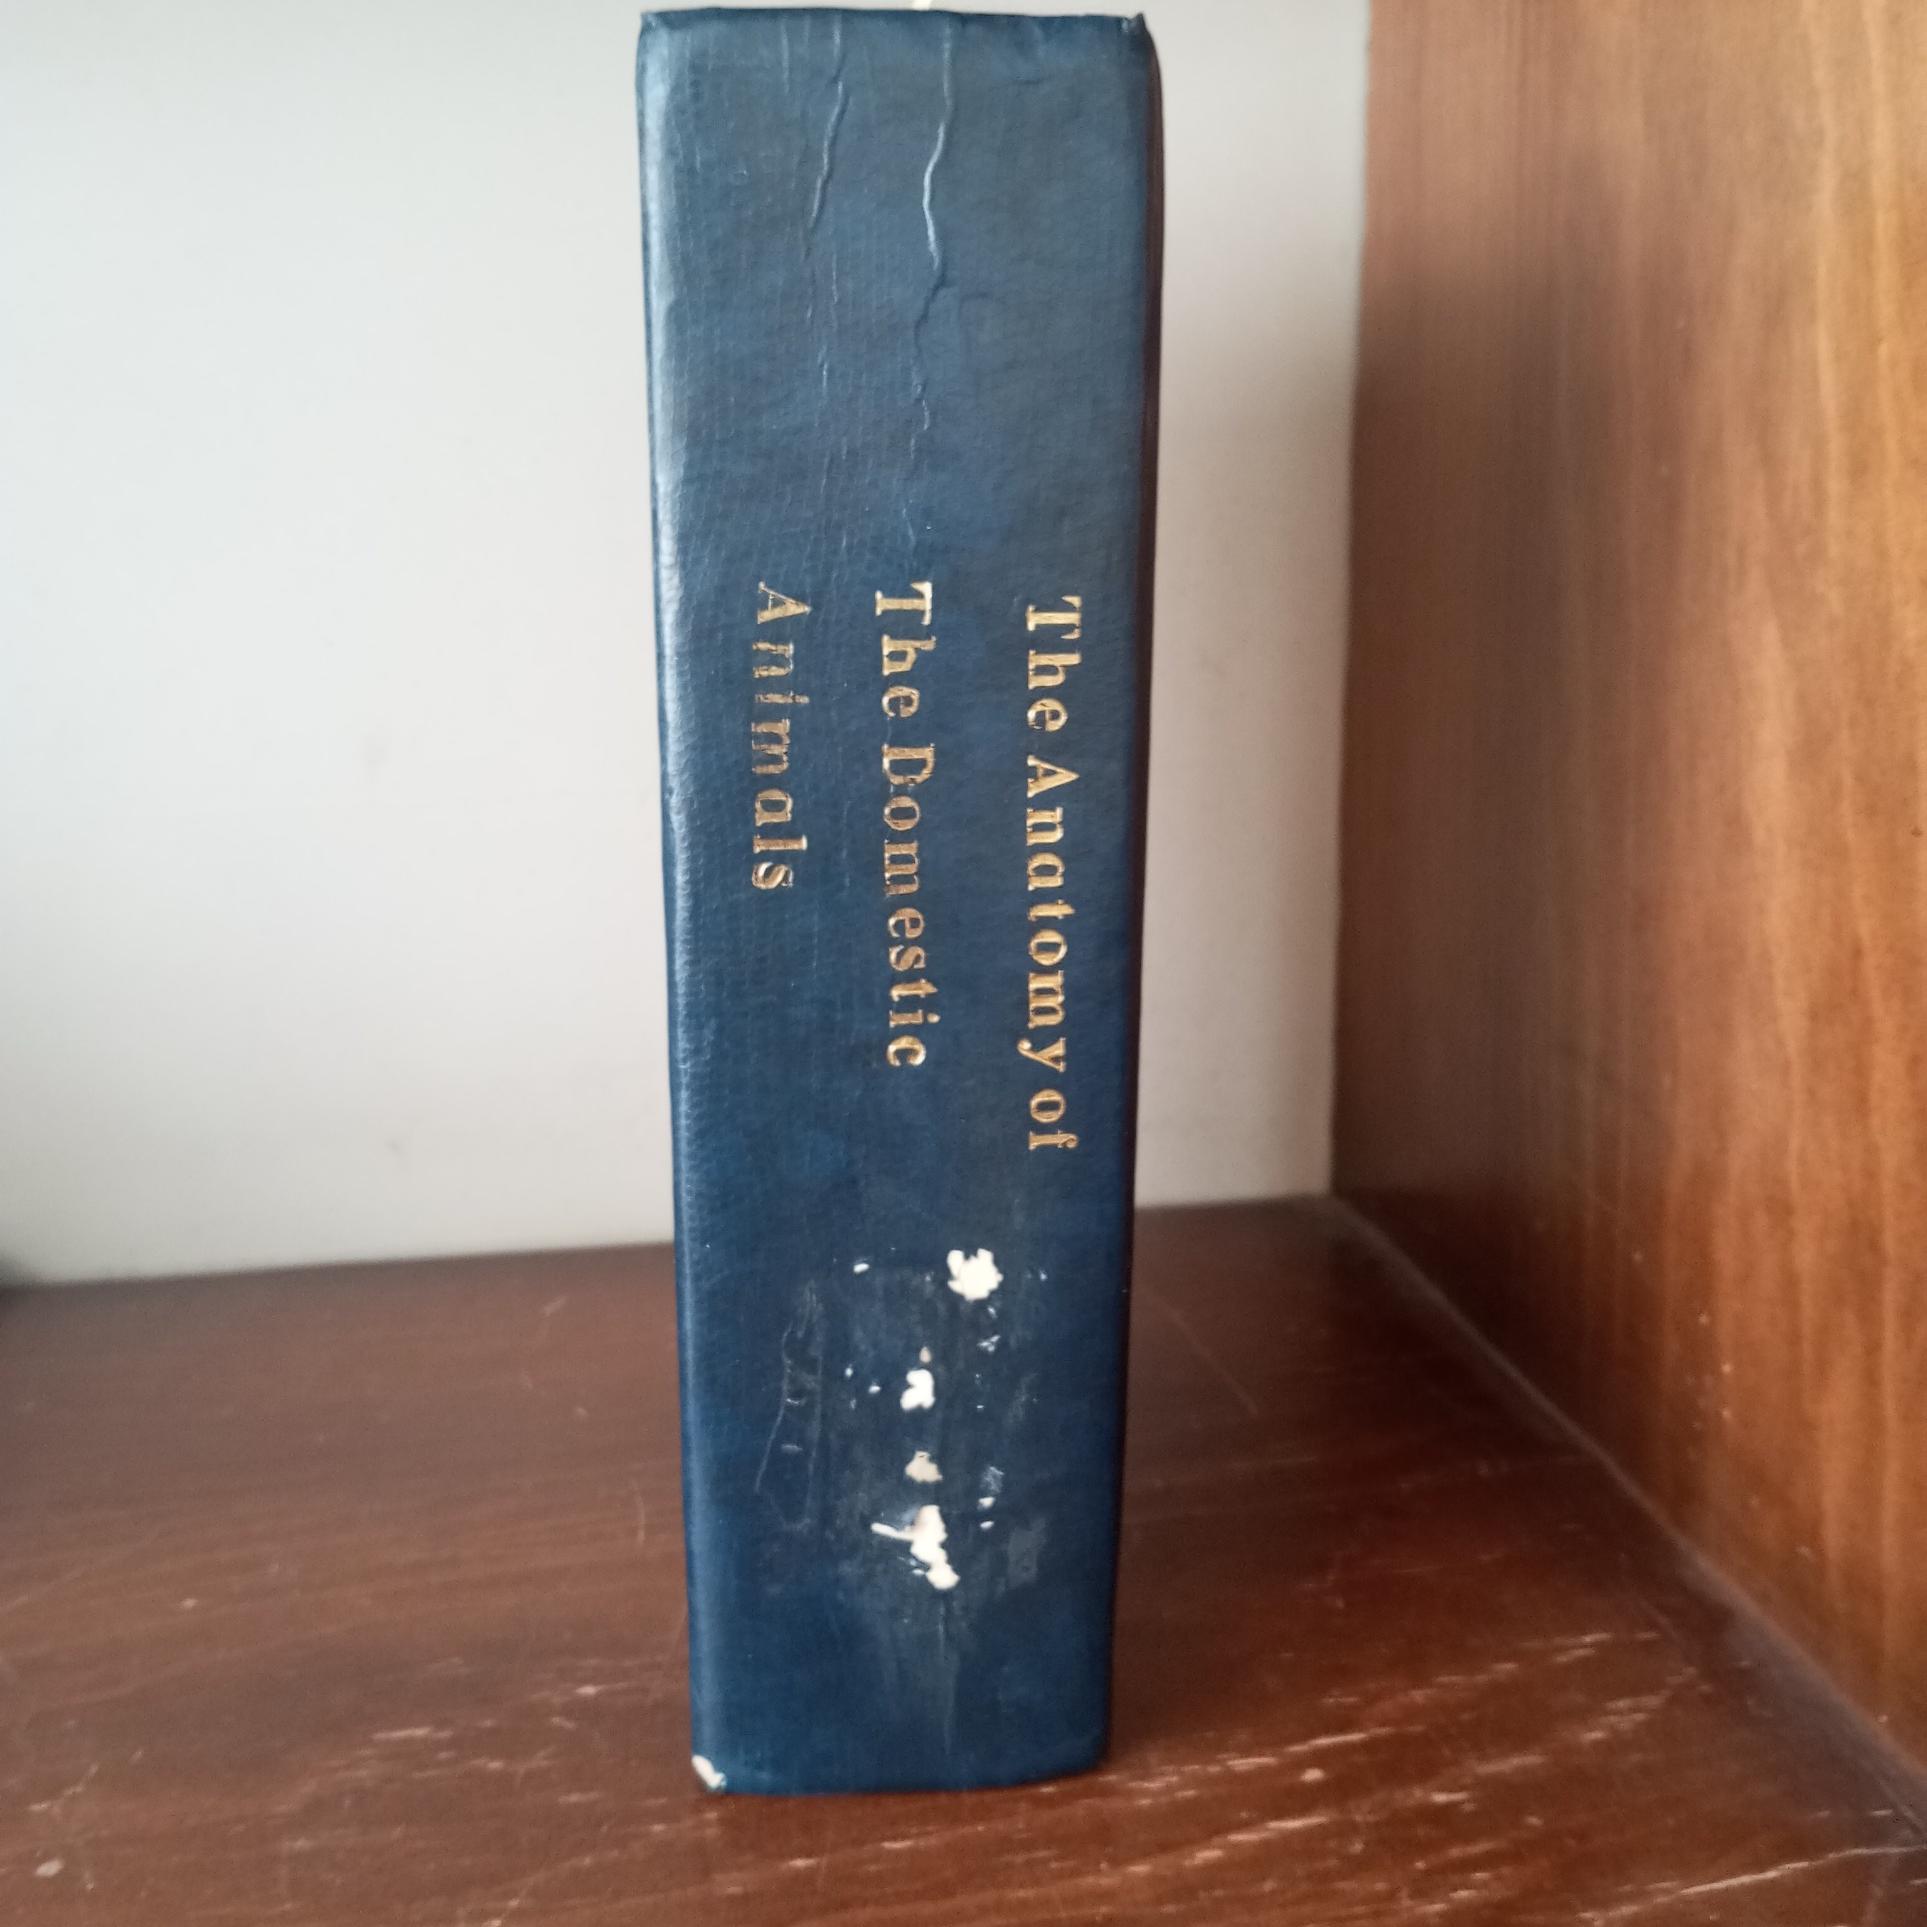 The Anatomy of
The Domestic
Animals